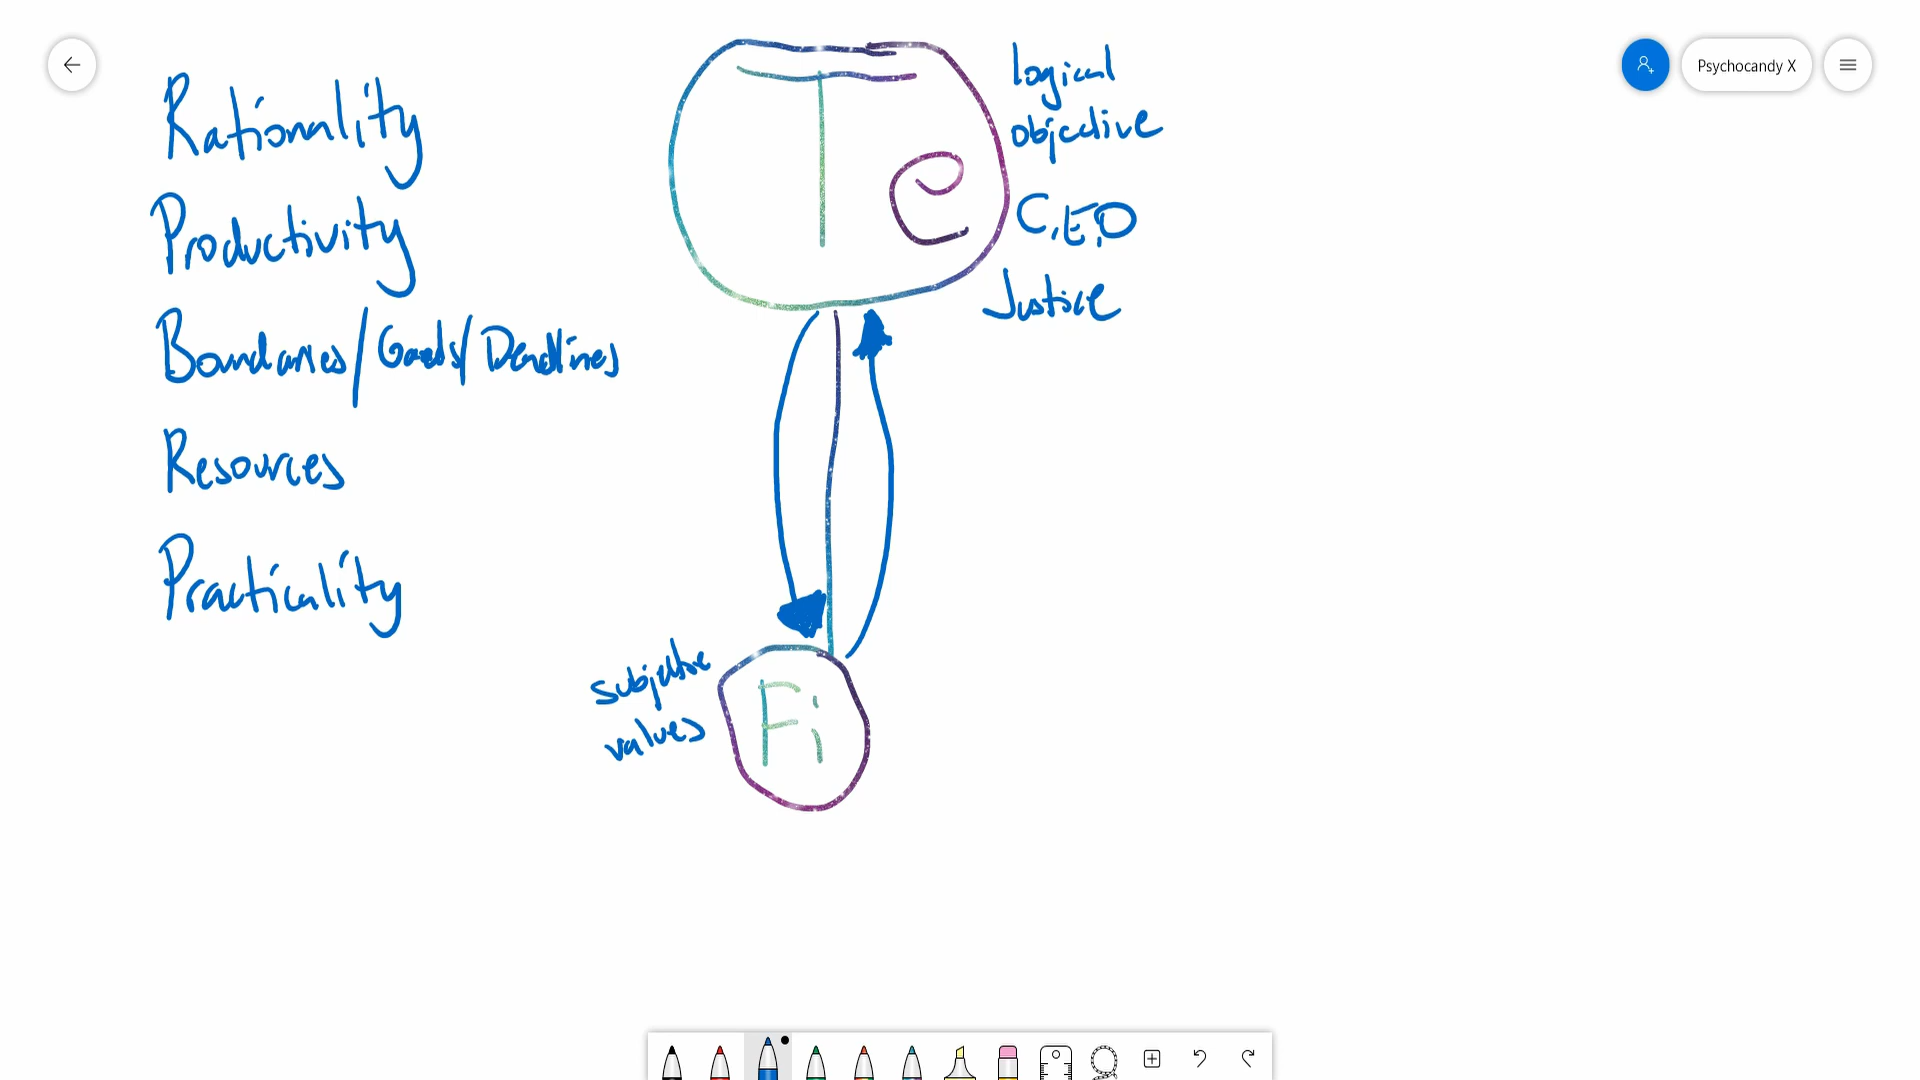 Rationality
Productivity
Boundaries/Goals/Deadlines
Resources
Practicality
Te
logical
objective
C.E.O
Justice
subjective
values
Fi
Psychocandy X